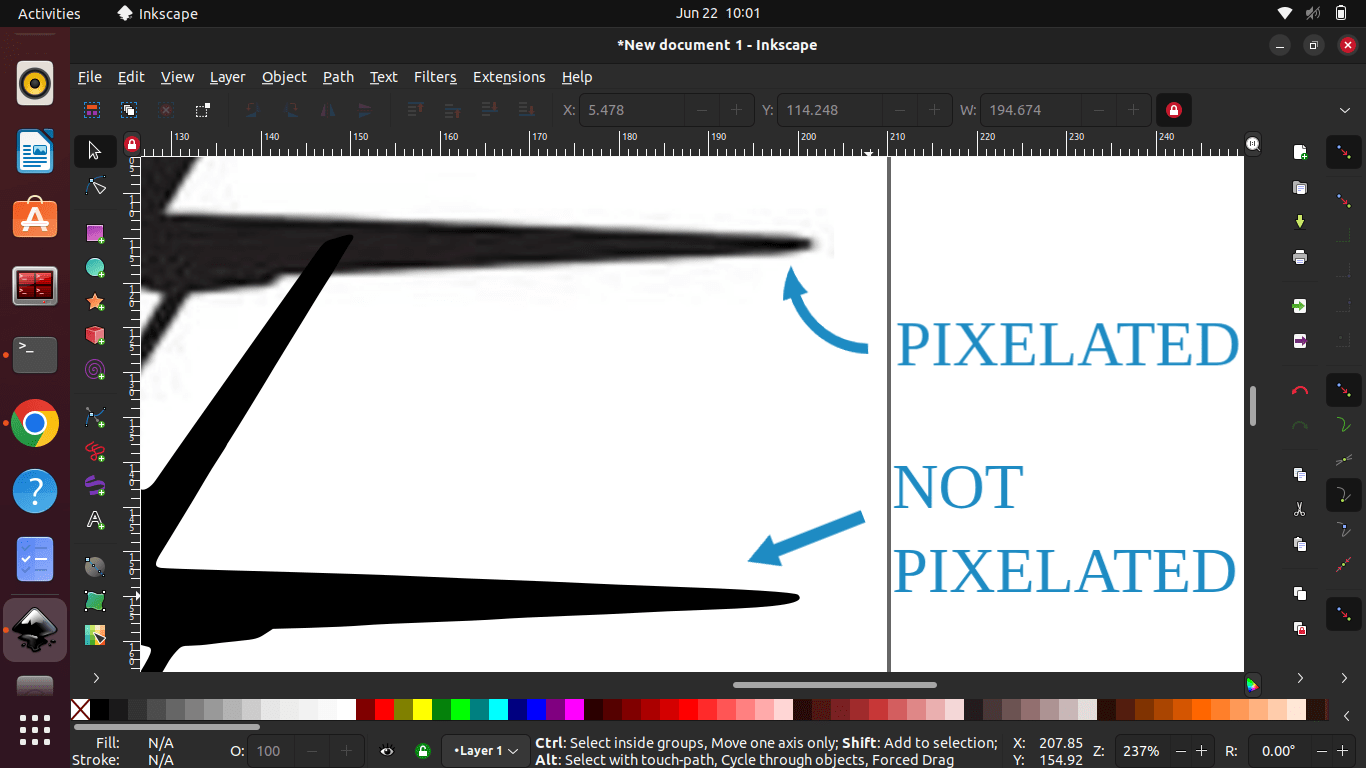 Activities
Inkscape
Jun 22 10:01
*New document 1 - Inkscape
File Edit View Layer Object Path Text Filters Extensions Help
X: 5.478 Y: 114.248 W: 194.674
130 140 150 160 170 180 190 200 210 220 230 240
PIXELATED
NOT
PIXELATED
Fill: N/A
Stroke: N/A
O: 100
•Layer 1
Ctrl: Select inside groups, Move one axis only; Shift: Add to selection;
Alt: Select with touch-path, Cycle through objects, Forced Drag
X: 207.85
Y: 154.92
Z: 237%
R: 0.00°